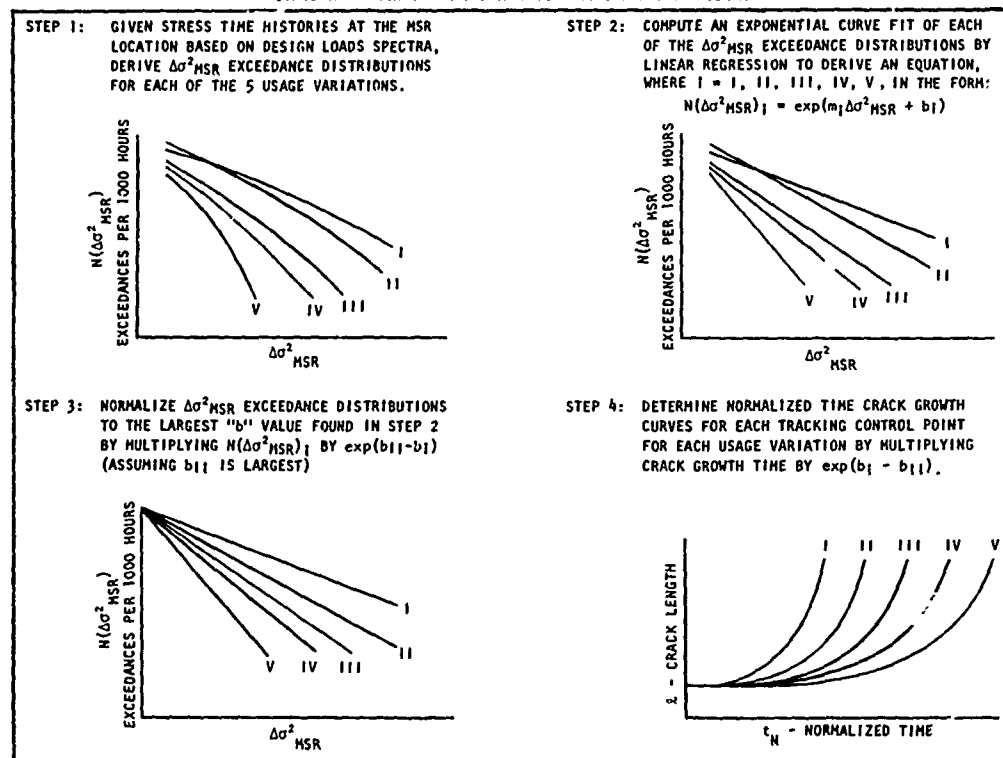 STEP 1: GIVEN STRESS TIME HISTORIES AT THE MSR
LOCATION BASED ON DESIGN LOADS SPECTRA,
DERIVE Δσ²MSR EXCEEDANCE DISTRIBUTIONS
FOR EACH OF THE 5 USAGE VARIATIONS.
N(Δσ²MSR)
EXCEEDANCES PER 1000 HOURS
I
II
III
IV
V
Δσ²MSR
STEP 2: COMPUTE AN EXPONENTIAL CURVE FIT OF EACH
OF THE Δσ²MSR EXCEEDANCE DISTRIBUTIONS BY
LINEAR REGRESSION TO DERIVE AN EQUATION,
WHERE I = I, II, III, IV, V, IN THE FORM:
N(Δσ²MSR)i = exp(miΔσ²MSR + bi)
N(Δσ²MSR)
EXCEEDANCES PER 1000 HOURS
I
II
III
IV
V
Δσ²MSR
STEP 3: NORMALIZE Δσ²MSR EXCEEDANCE DISTRIBUTIONS
TO THE LARGEST "b" VALUE FOUND IN STEP 2
BY MULTIPLYING N(Δσ²MSR)i BY exp(bII-bi)
(ASSUMING bII IS LARGEST)
N(Δσ²MSR)
EXCEEDANCES PER 1000 HOURS
I
II
III
IV
V
Δσ²MSR
STEP 4: DETERMINE NORMALIZED TIME CRACK GROWTH
CURVES FOR EACH TRACKING CONTROL POINT
FOR EACH USAGE VARIATION BY MULTIPLYING
CRACK GROWTH TIME BY exp(bi - bII).
ℓ - CRACK LENGTH
I II III IV V
tN - NORMALIZED TIME